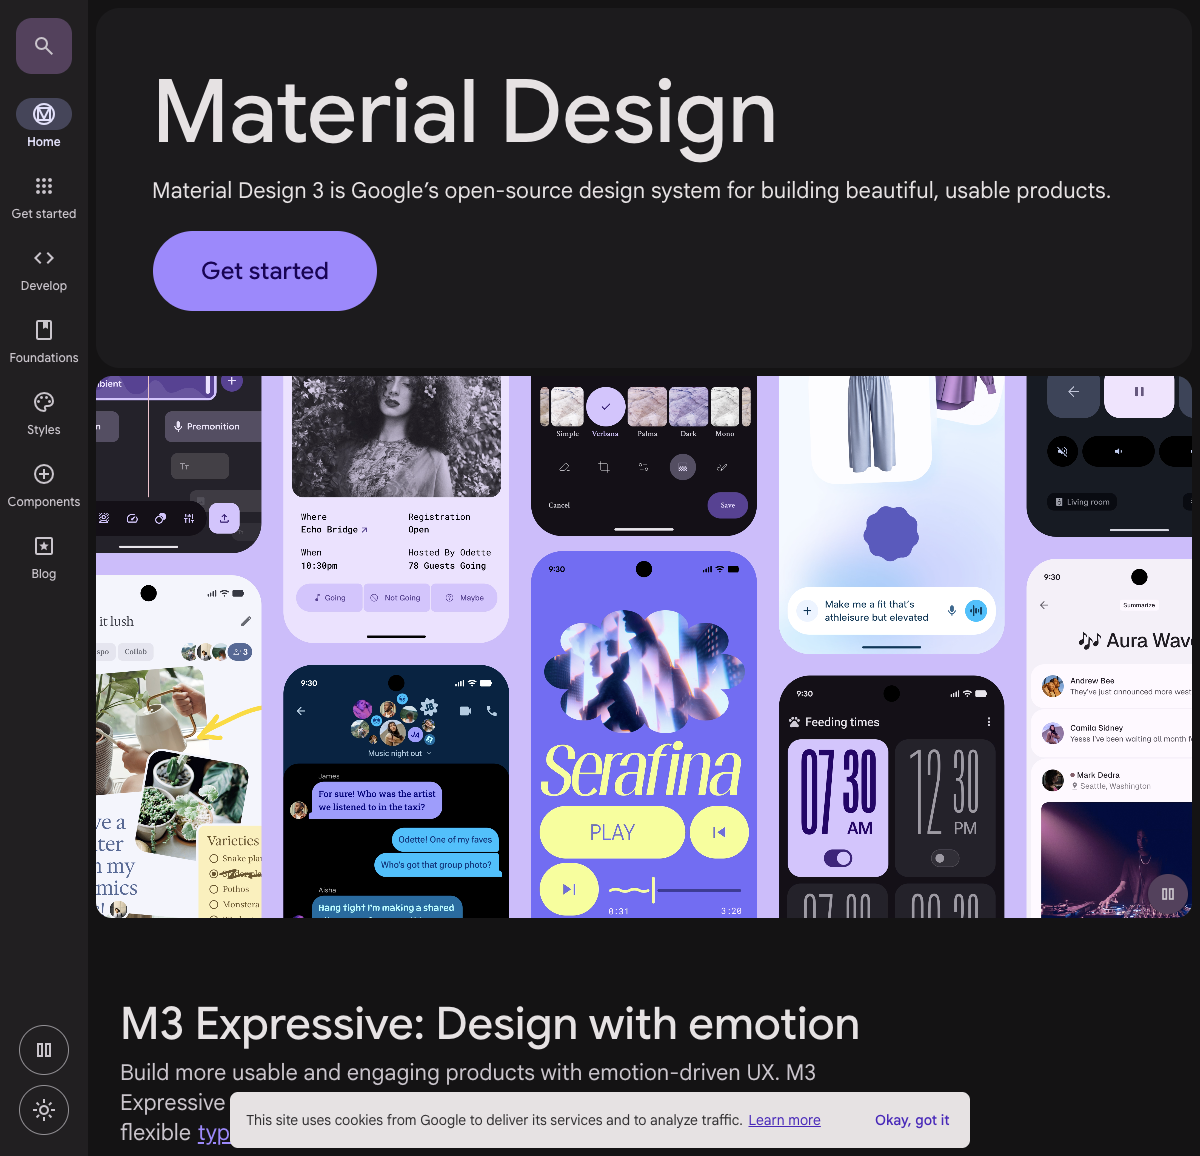 Home
Get started
Develop
Foundations
Styles
Components
Blog
Material Design
Material Design 3 is Google’s open-source design system for building beautiful, usable products.
Get started
bient
Premonition
Tт
it lush
spo
Collab
3
Varieties
Pothos
Monstera
Where
Echo Bridge
Registration
Open
When
10:30pm
Hosted By Odette
78 Guests Going
Going
Not Going
Maybe
9:30
Music night out
James
For sure! Who was the artist
we listened to in the taxi?
Odette! One of my faves
Who's got that group photo?
Aisha
Hang tight I'm making a shared
Simple
Verbana
Palma
Dark
Mono
Cancel
Save
9:30
Serafina
PLAY
0:31
3:20
Make me a fit that’s
athleisure but elevated
9:30
Feeding times
07 30
AM
12 30
PM
Living room
9:30
Summarize
Aura Wav
Andrew Bee
They've just announced more west
Camila Sidney
Yesss I've been waiting all month f
Mark Dedra
Seattle, Washington
M3 Expressive: Design with emotion
Build more usable and engaging products with emotion-driven UX. M3
Expressive
flexible typ
This site uses cookies from Google to deliver its services and to analyze traffic. Learn more
Okay, got it